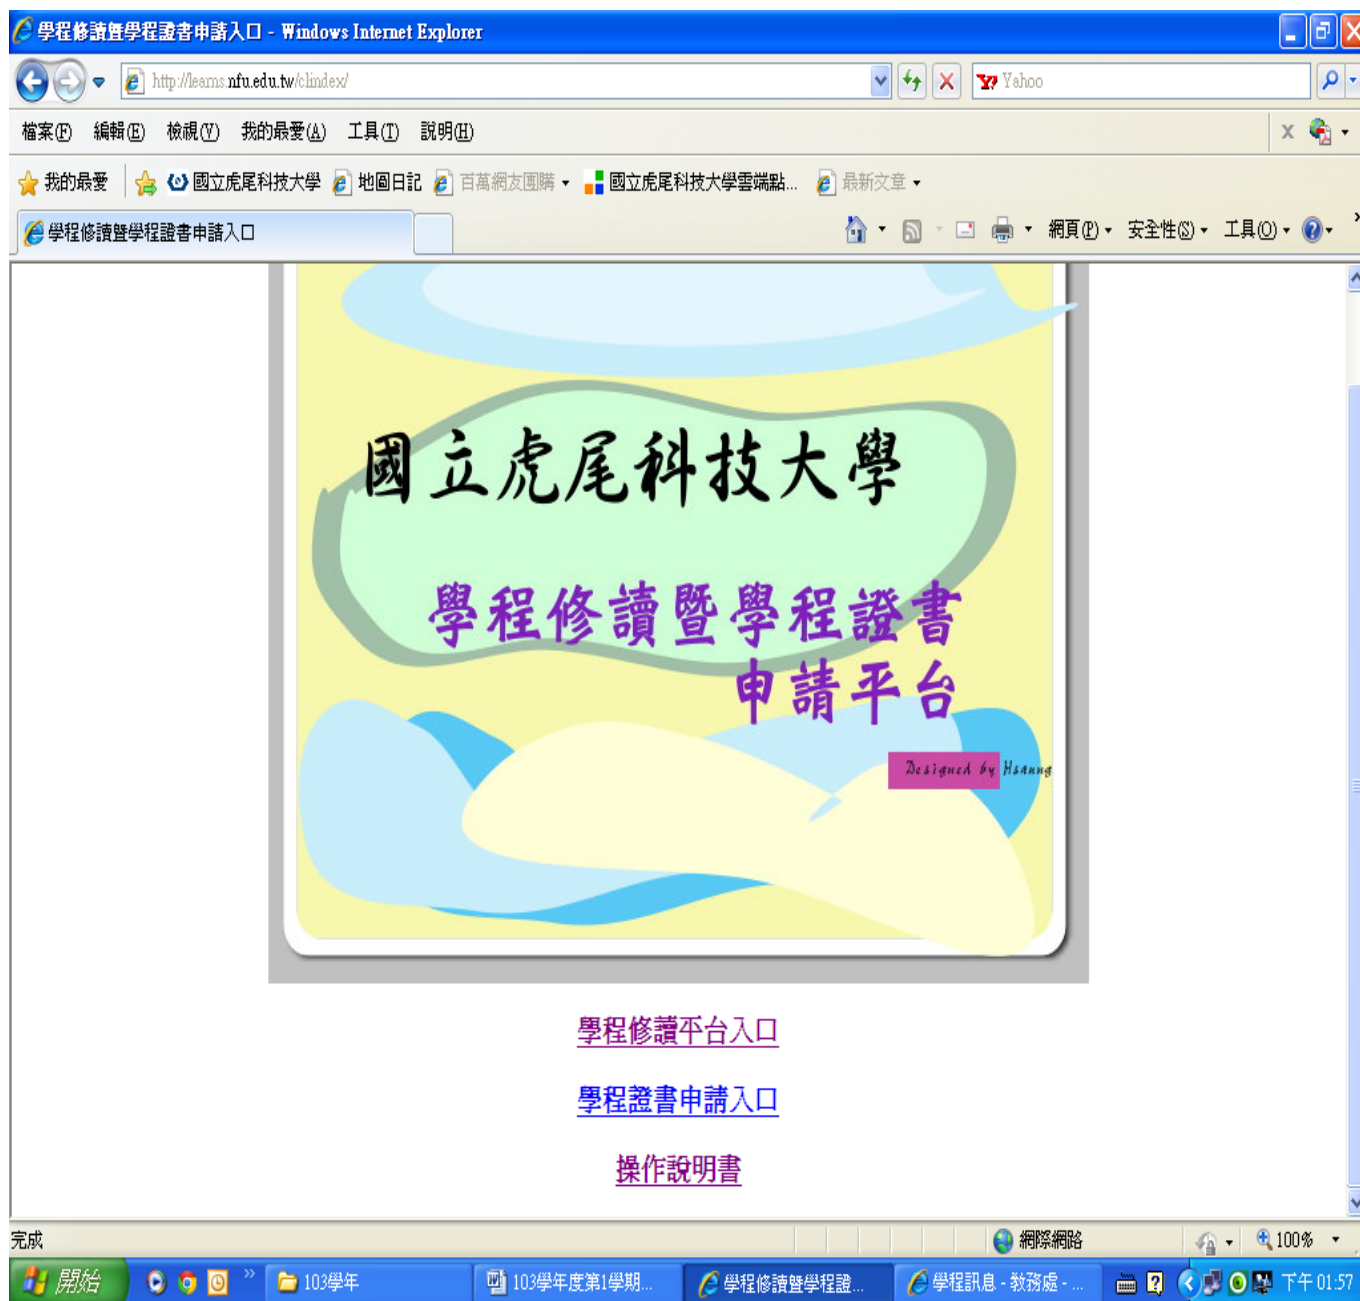 學程修讀暨學程證書申請入口 - Windows Internet Explorer
http://learns.nfu.edu.tw/clindex/
Yahoo
檔案(F) 編輯(E) 檢視(V) 我的最愛(A) 工具(T) 說明(H)
我的最愛 國立虎尾科技大學 地圖日記 百萬網友團購 國立虎尾科技大學雲端點... 最新文章
學程修讀暨學程證書申請入口
網頁(P) 安全性(S) 工具(O)
國立虎尾科技大學
學程修讀暨學程證書
申請平台
Designed by Hsaung
學程修讀平台入口
學程證書申請入口
操作說明書
完成 網際網路 100%
開始 103學年 103學年度第1學期... 學程修讀暨學程證... 學程訊息 - 教務處 - ... 下午 01:57